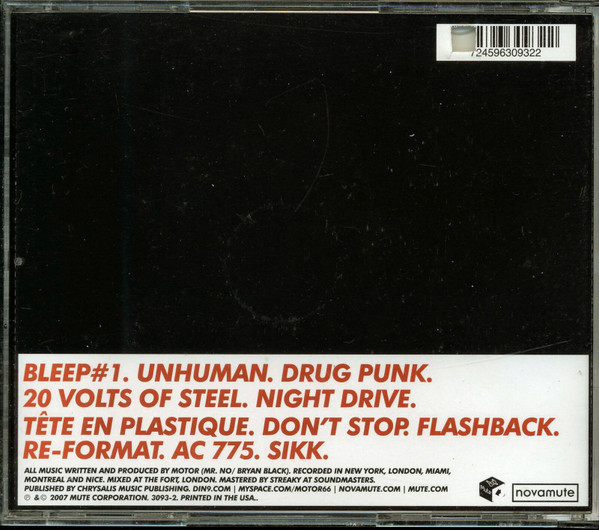 724596309322
BLEEP#1. UNHUMAN. DRUG PUNK.
20 VOLTS OF STEEL. NIGHT DRIVE.
TÊTE EN PLASTIQUE. DON'T STOP. FLASHBACK.
RE-FORMAT. AC 775. SIKK.
ALL MUSIC WRITTEN AND PRODUCED BY MOTOR (MR. NO/ BRYAN BLACK). RECORDED IN NEW YORK, LONDON, MIAMI,
MONTREAL AND NICE. MIXED AT THE FORT, LONDON. MASTERED BY STREAKY AT SOUNDMASTERS.
PUBLISHED BY CHRYSALIS MUSIC PUBLISHING. DIN9.COM | MYSPACE.COM/MOTOR66 | NOVAMUTE.COM | MUTE.COM
℗ &© 2007 MUTE CORPORATION. 3093-2. PRINTED IN THE USA..
Mute
novamute